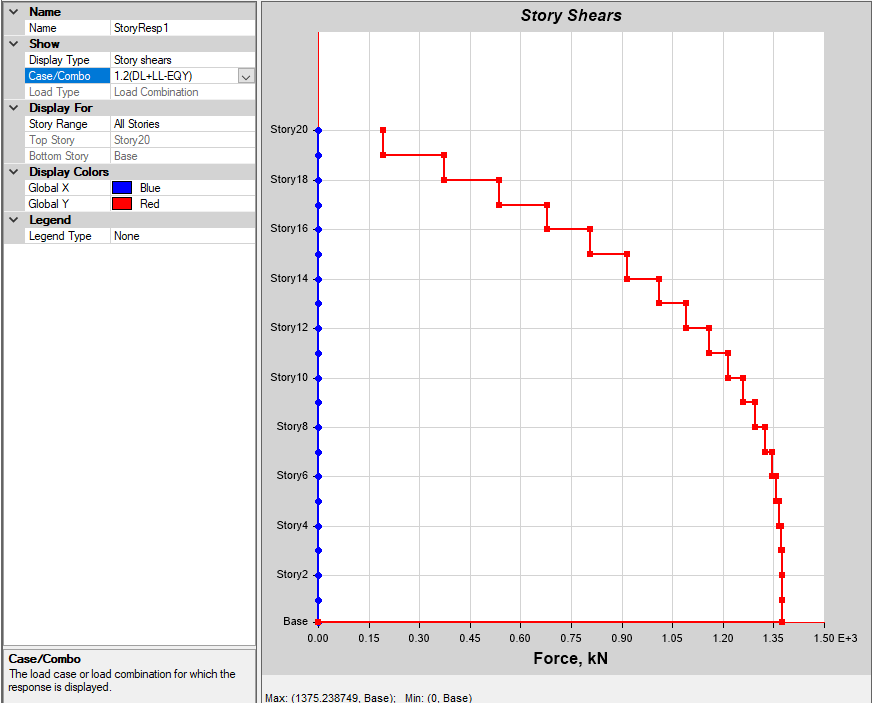 Name
Name StoryResp1
Show
Display Type Story shears
Case/Combo 1.2(DL+LL-EQY)
Load Type Load Combination
Display For
Story Range All Stories
Top Story Story20
Bottom Story Base
Display Colors
Global X Blue
Global Y Red
Legend
Legend Type None
Case/Combo
The load case or load combination for which the
response is displayed.
Story Shears
Story20
Story18
Story16
Story14
Story12
Story10
Story8
Story6
Story4
Story2
Base
0.00 0.15 0.30 0.45 0.60 0.75 0.90 1.05 1.20 1.35 1.50 E+3
Force, kN
Max: (1375.238749, Base); Min: (0, Base)